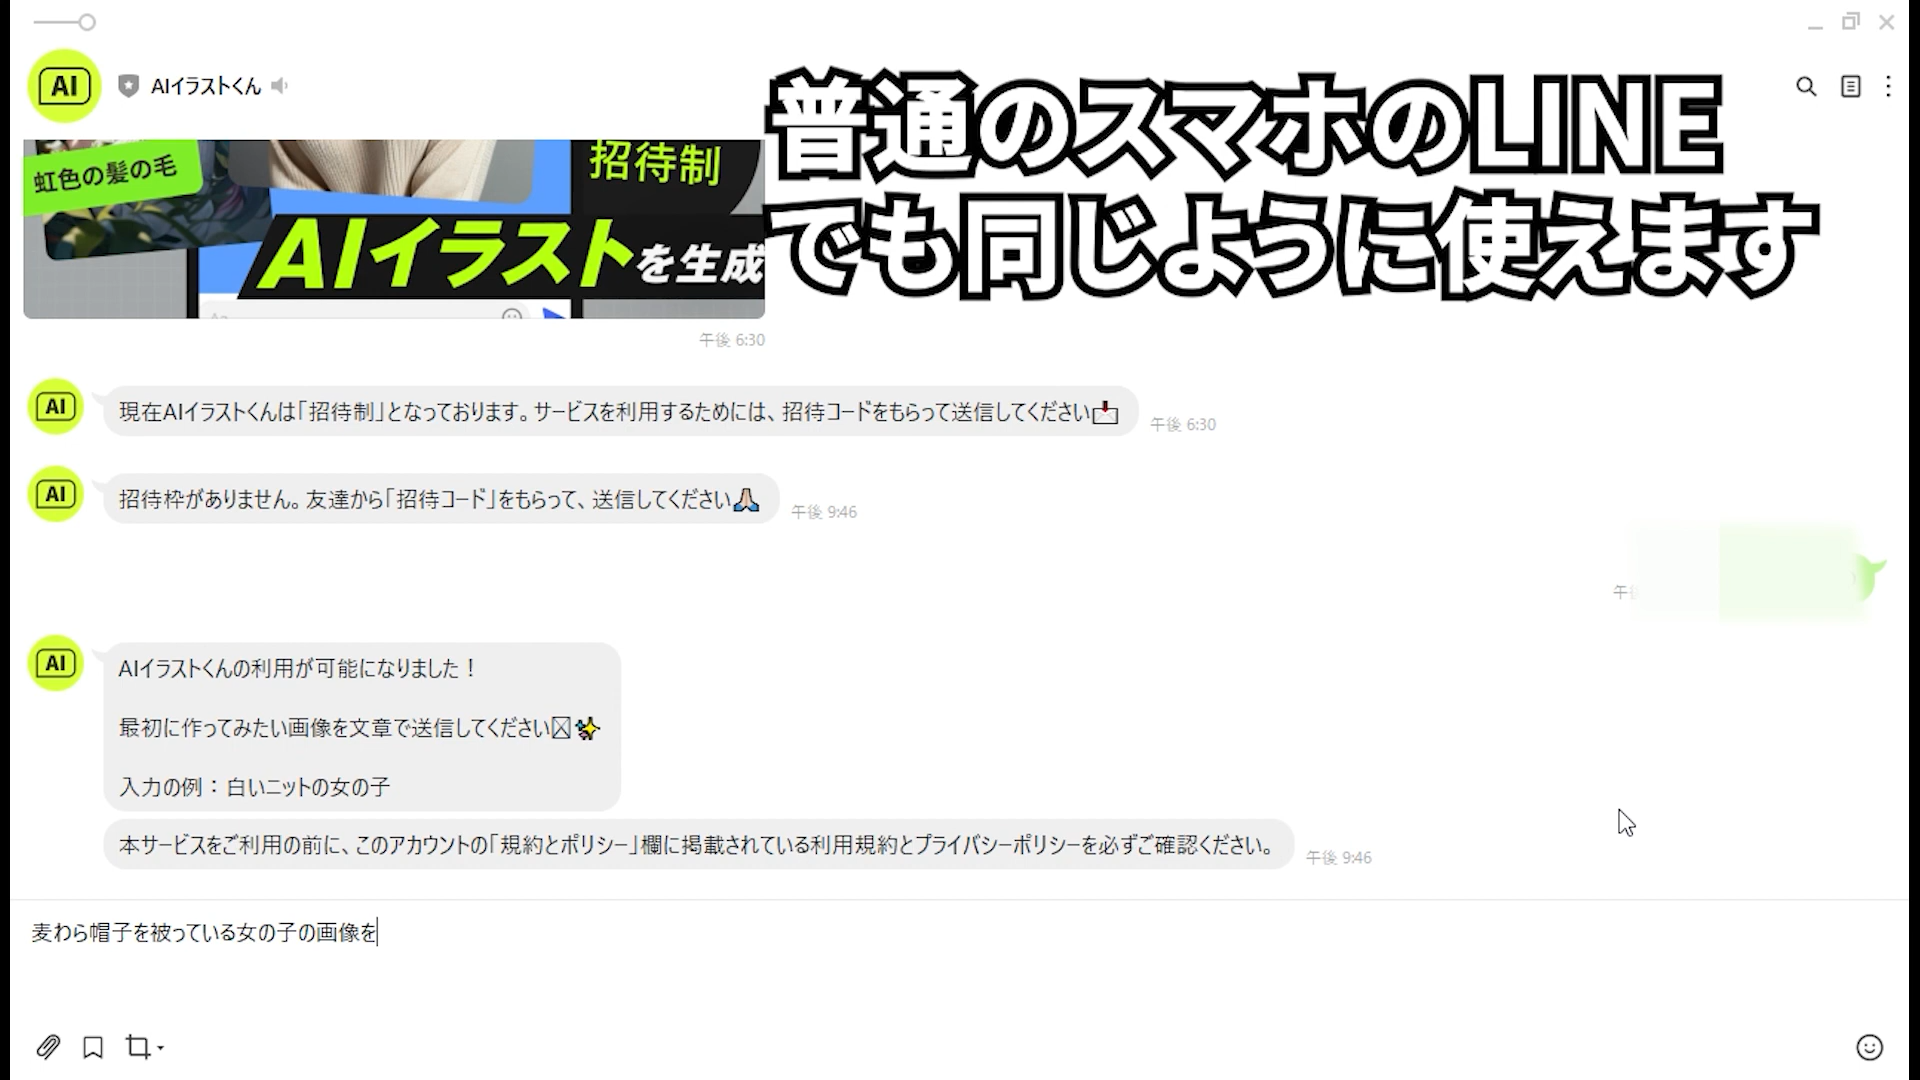 AI
AIイラストくん
普通のスマホのLINE
でも同じように使えます
虹色の髪の毛
招待制
AIイラストを生成
Aa
午後 6:30
AI
現在AIイラストくんは「招待制」となっております。サービスを利用するためには、招待コードをもらって送信してください📩
午後 6:30
AI
招待枠がありません。友達から「招待コード」をもらって、送信してください🙏🏻
午後 9:46
AI
AIイラストくんの利用が可能になりました！
最初に作ってみたい画像を文章で送信してください✨
入力の例：白いニットの女の子
本サービスをご利用の前に、このアカウントの「規約とポリシー」欄に掲載されている利用規約とプライバシーポリシーを必ずご確認ください。
午後 9:46
麦わら帽子を被っている女の子の画像を